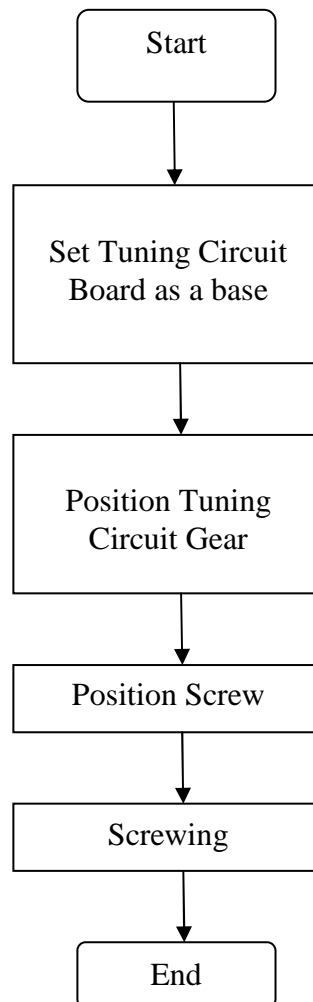 Start
Set Tuning Circuit
Board as a base
Position Tuning
Circuit Gear
Position Screw
Screwing
End